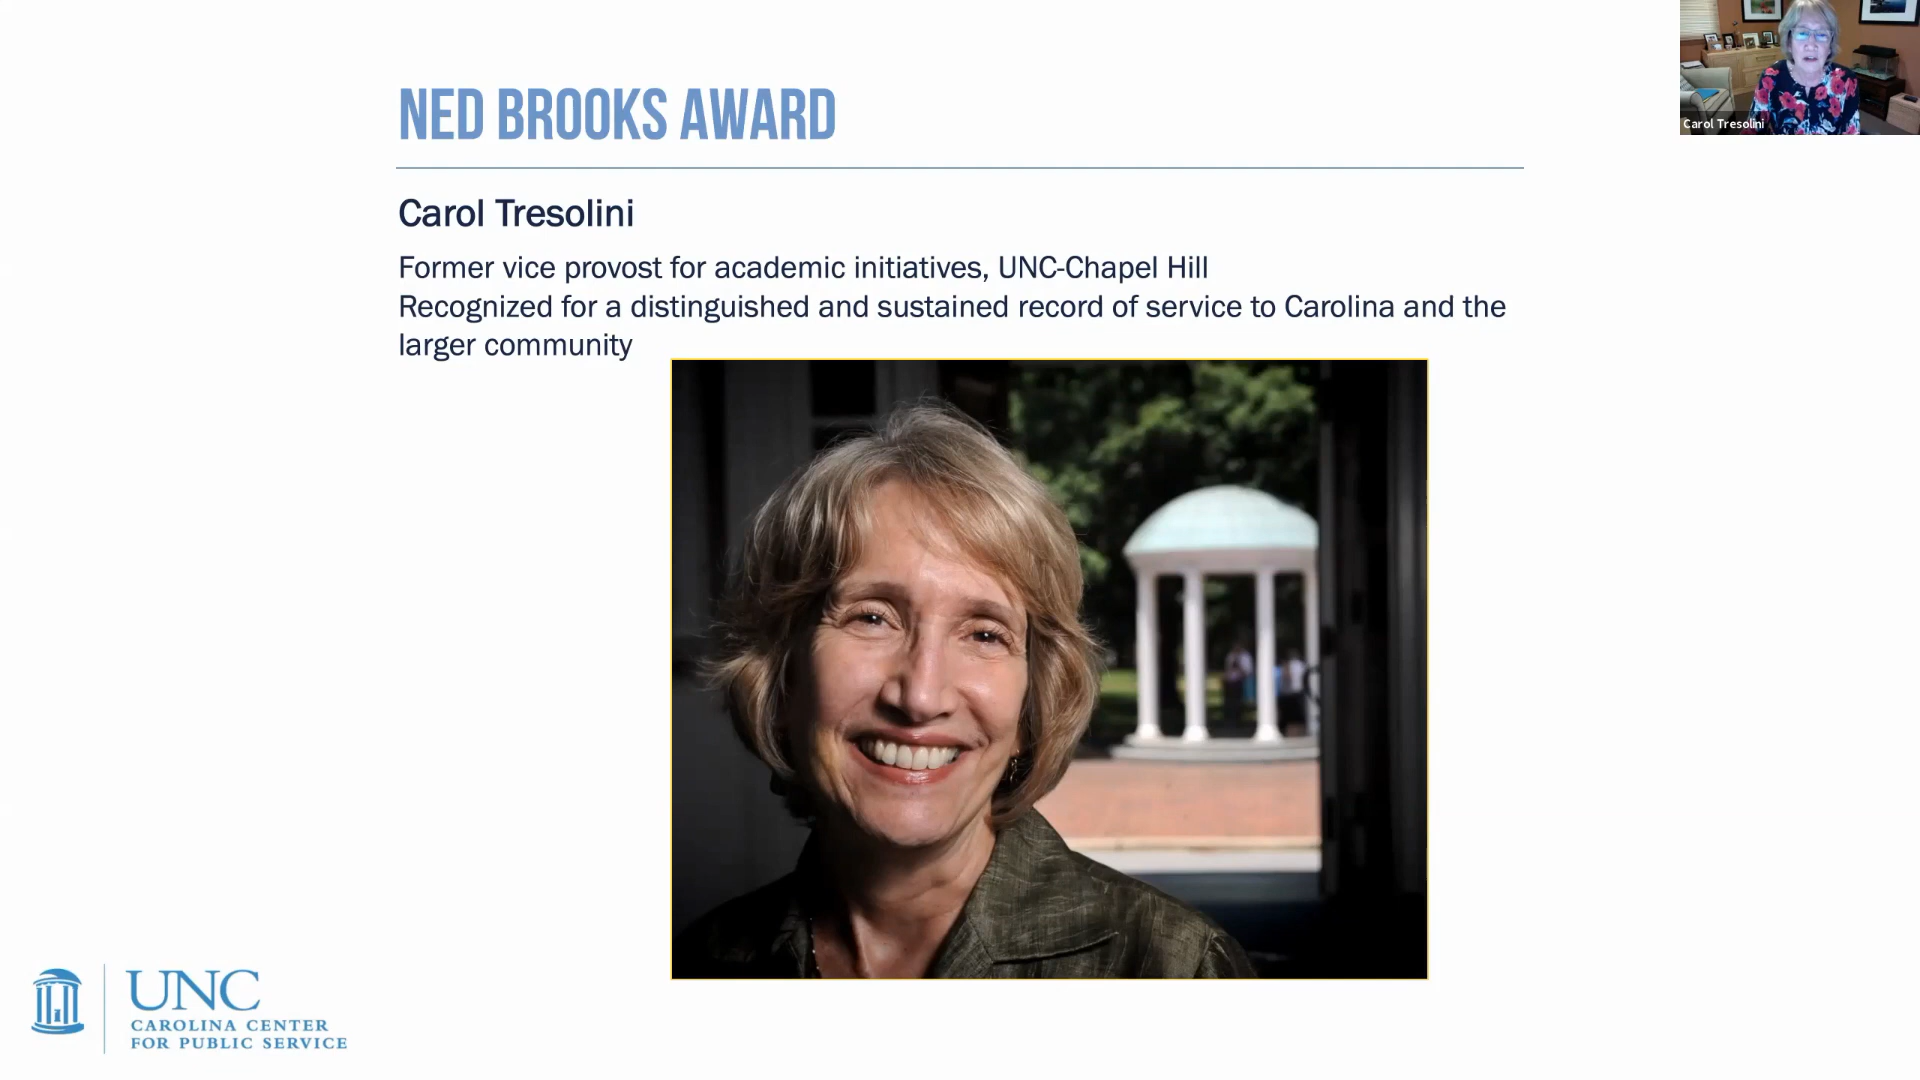 NED BROOKS AWARD
Carol Tresolini
Carol Tresolini
Former vice provost for academic initiatives, UNC-Chapel Hill
Recognized for a distinguished and sustained record of service to Carolina and the
larger community
UNC
CAROLINA CENTER
FOR PUBLIC SERVICE